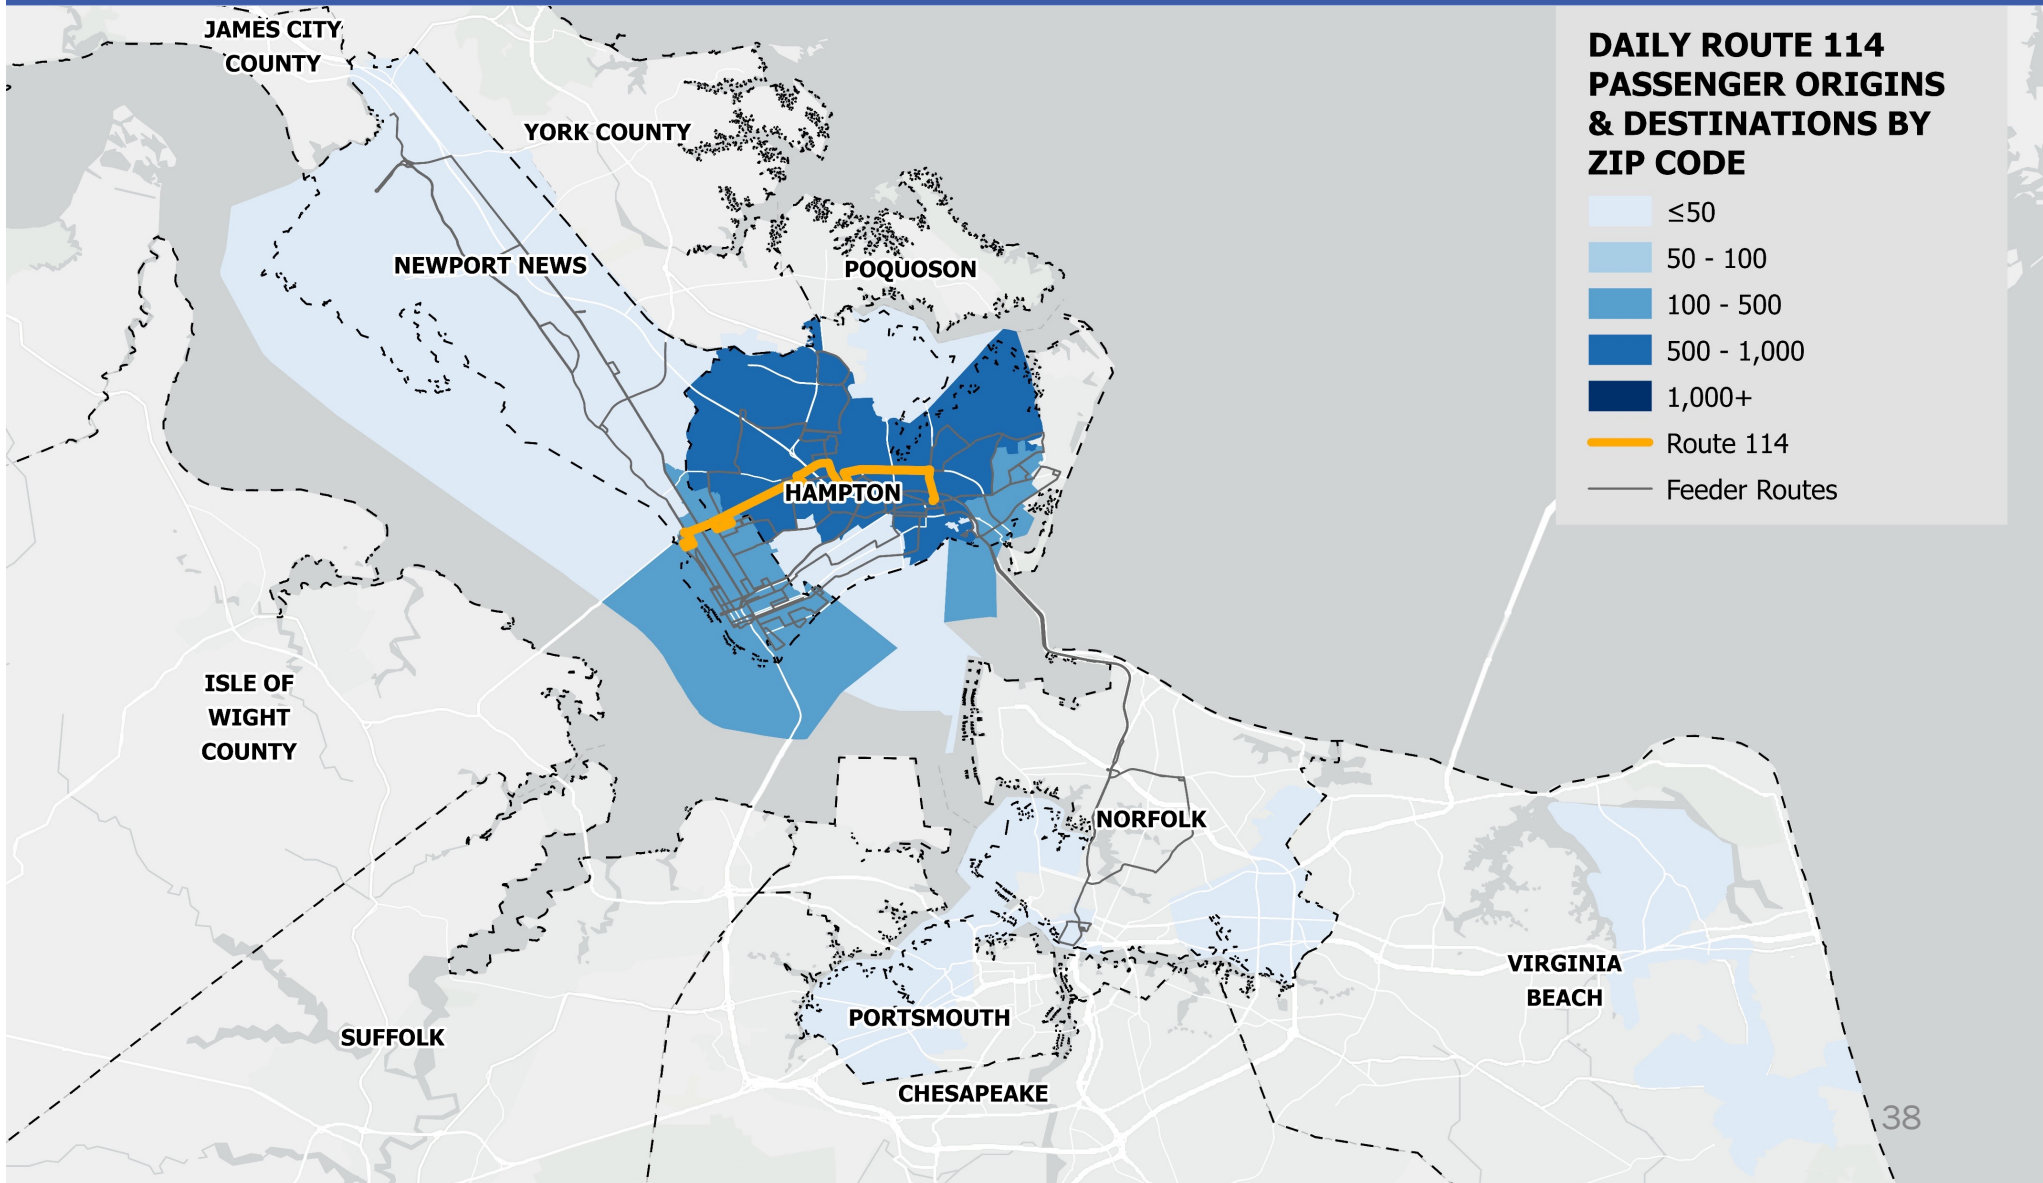 JAMES CITY
COUNTY
YORK COUNTY
NEWPORT NEWS
POQUOSON
HAMPTON
ISLE OF
WIGHT
COUNTY
NORFOLK
VIRGINIA
BEACH
PORTSMOUTH
SUFFOLK
CHESAPEAKE
DAILY ROUTE 114
PASSENGER ORIGINS
& DESTINATIONS BY
ZIP CODE
≤50
50 - 100
100 - 500
500 - 1,000
1,000+
Route 114
Feeder Routes
38